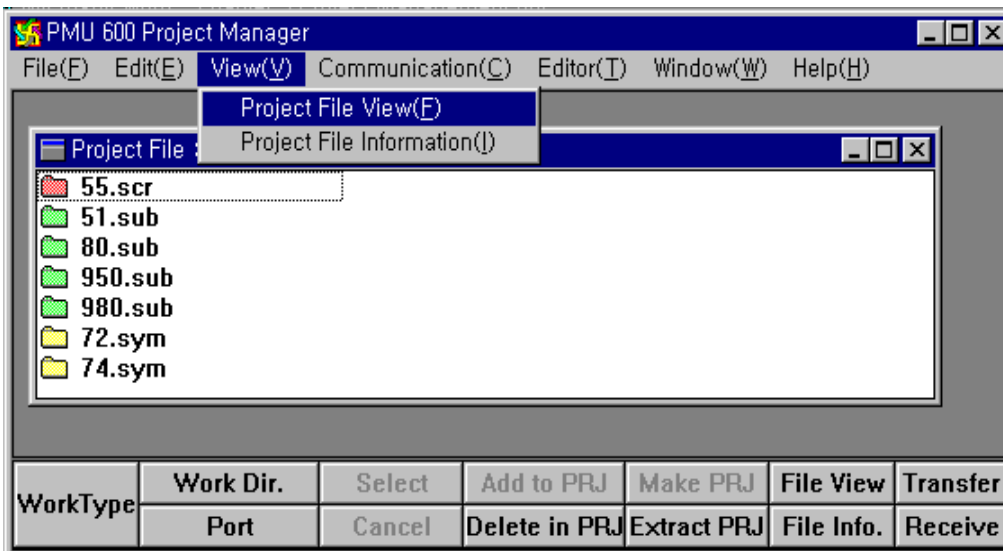 PMU 600 Project Manager
File(F) Edit(E) View(V) Communication(C) Editor(T) Window(W) Help(H)
Project File View(F)
Project File Information(I)
Project File
55.scr
51.sub
80.sub
950.sub
980.sub
72.sym
74.sym
WorkType
Work Dir. Select Add to PRJ Make PRJ File View Transfer
Port Cancel Delete in PRJ Extract PRJ File Info. Receive